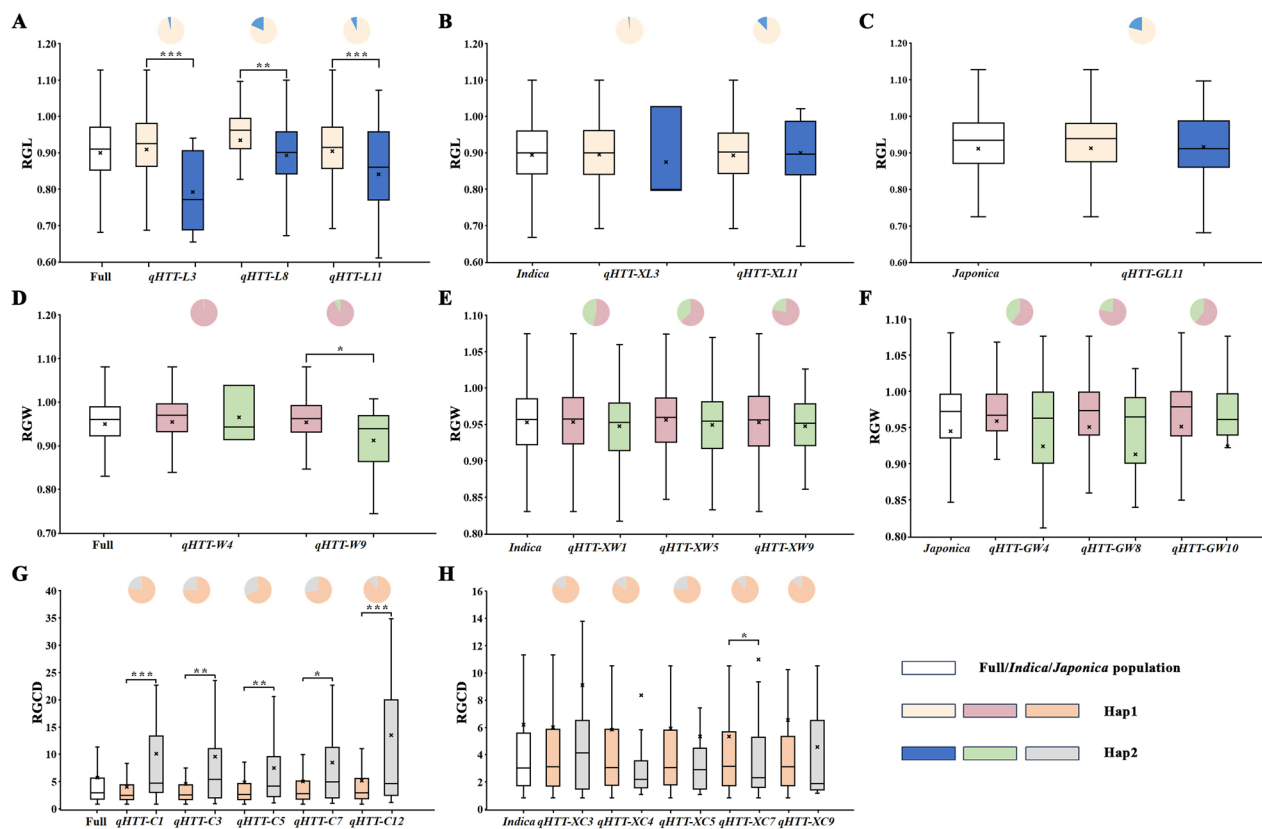 A
1.20
1.10
1.00
0.90
0.80
0.70
0.60
RGL
***
**
***
Full
qHTT-L3
qHTT-L8
qHTT-L11
B
1.20
1.10
1.00
0.90
0.80
0.70
0.60
RGL
Indica
qHTT-XL3
qHTT-XL11
C
1.20
1.10
1.00
0.90
0.80
0.70
0.60
RGL
Japonica
qHTT-GL11
D
1.20
1.10
1.00
0.90
0.80
0.70
RGW
*
Full
qHTT-W4
qHTT-W9
E
1.10
1.05
1.00
0.95
0.90
0.85
0.80
RGW
Indica
qHTT-XW1
qHTT-XW5
qHTT-XW9
F
1.10
1.05
1.00
0.95
0.90
0.85
0.80
RGW
Japonica
qHTT-GW4
qHTT-GW8
qHTT-GW10
G
40
35
30
25
20
15
10
5
0
RGCD
***
**
**
*
***
Full
qHTT-C1
qHTT-C3
qHTT-C5
qHTT-C7
qHTT-C12
H
16
14
12
10
8
6
4
2
0
RGCD
*
Indica
qHTT-XC3
qHTT-XC4
qHTT-XC5
qHTT-XC7
qHTT-XC9
Full/Indica/Japonica population
Hap1
Hap2